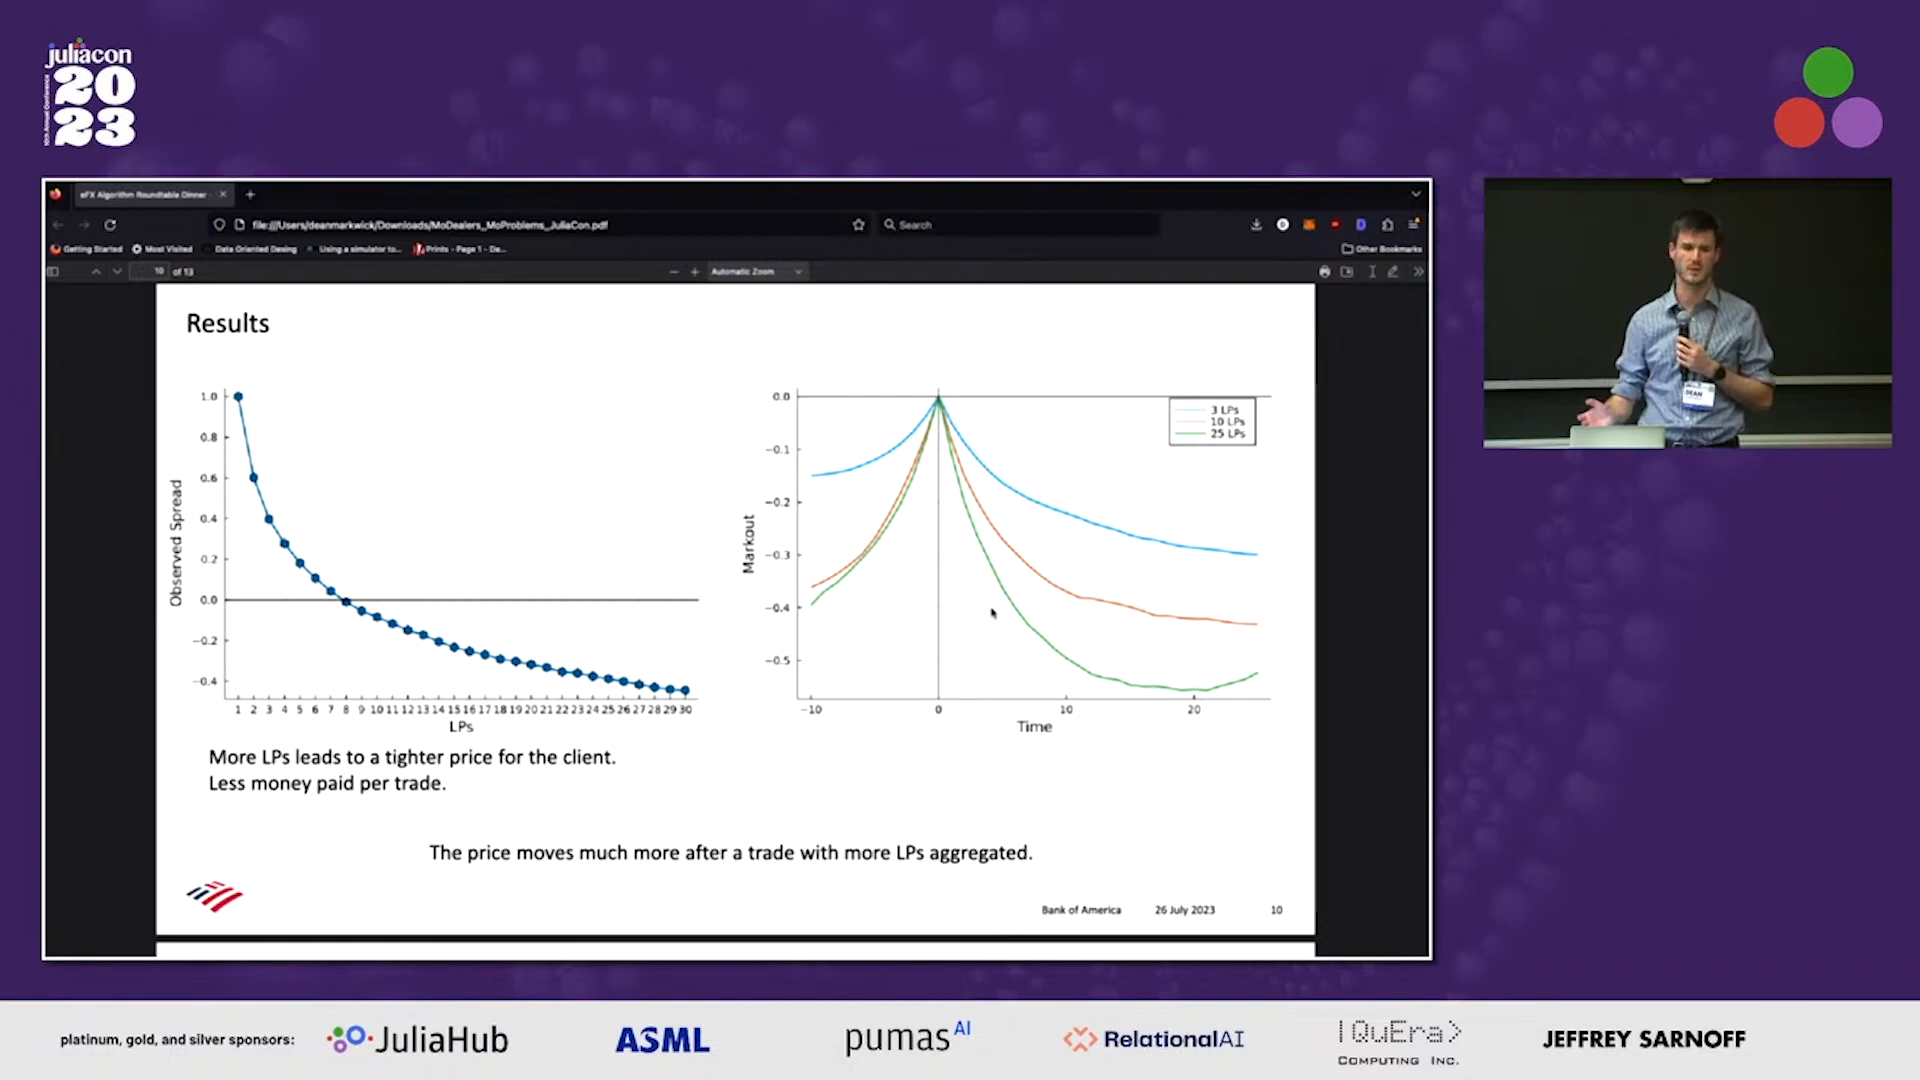 juliacon
20
23
10th Annual Conference
eFX Algorithm Roundtable Dinner
file:///Users/deanmarkwick/Downloads/MoDealers_MoProblems_JuliaCon.pdf
Search
Getting Started
Most Visited
Data Oriented Desing
Using a simulator to...
Prints - Page 1 - De...
Other Bookmarks
10 of 13
Automatic Zoom
Results
1.0
0.8
0.6
0.4
0.2
0.0
−0.2
−0.4
Observed Spread
1 2 3 4 5 6 7 8 9 10 11 12 13 14 15 16 17 18 19 20 21 22 23 24 25 26 27 28 29 30
LPs
0.0
−0.1
−0.2
−0.3
−0.4
−0.5
Markout
3 LPs
10 LPs
25 LPs
−10 0 10 20
Time
More LPs leads to a tighter price for the client.
Less money paid per trade.
The price moves much more after a trade with more LPs aggregated.
Bank of America 26 July 2023 10
DEAN
platinum, gold, and silver sponsors:
JuliaHub
ASML
pumasAI
RelationalAI
|QuEra>
COMPUTING INC.
JEFFREY SARNOFF